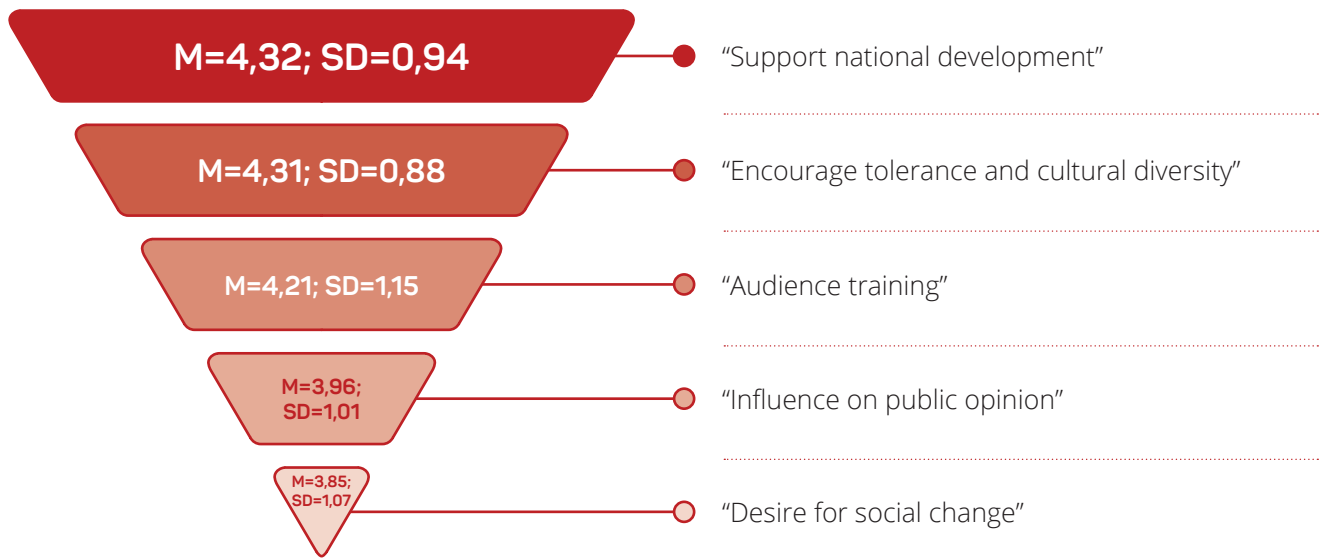 M=4,32; SD=0,94
“Support national development”
M=4,31; SD=0,88
“Encourage tolerance and cultural diversity”
M=4,21; SD=1,15
“Audience training”
M=3,96;
SD=1,01
“Influence on public opinion”
M=3,85;
SD=1,07
“Desire for social change”